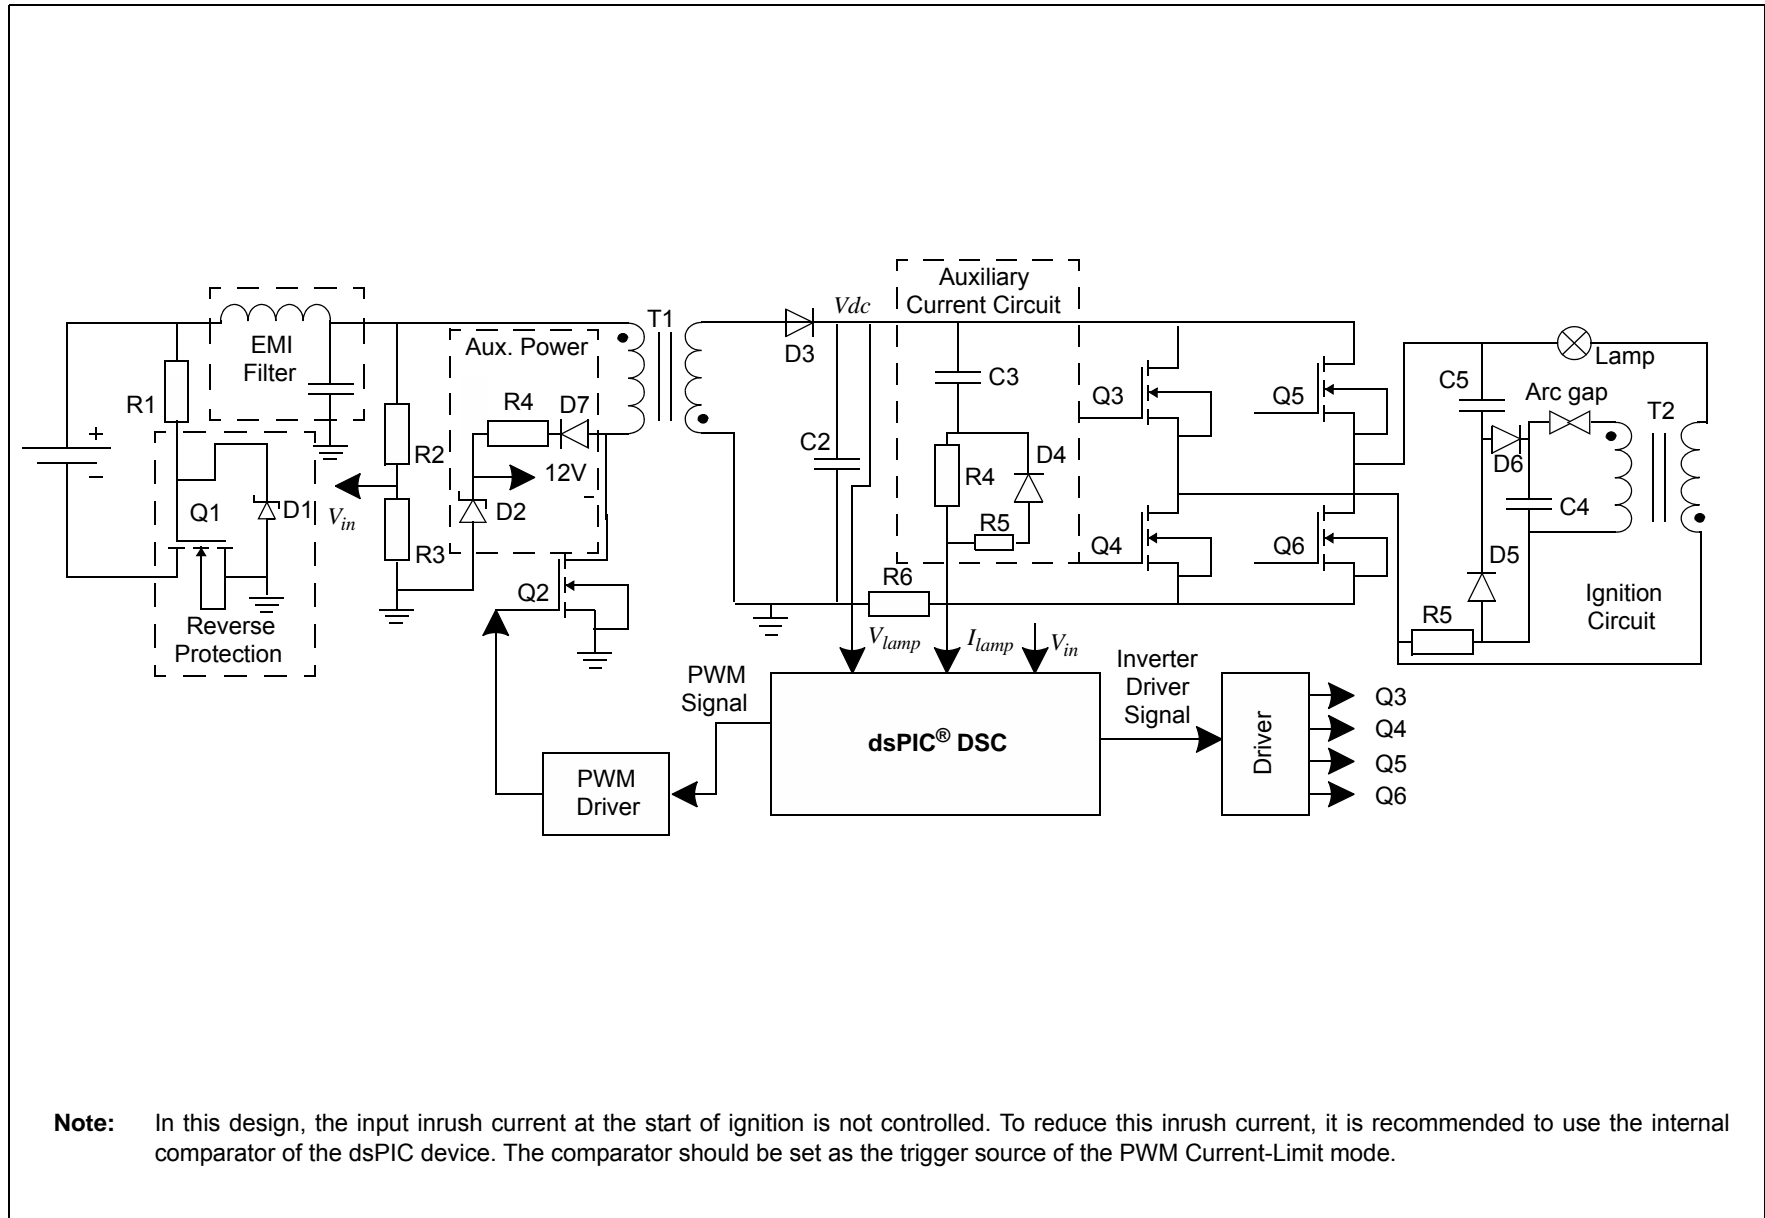 Auxiliary
Current Circuit
Vdc
T1
EMI
Filter
Aux. Power
D3
Lamp
R1
R4
D7
C3
Q3
Q5
C5
Arc gap
T2
+
−
R2
12V
C2
R4
D4
D6
C4
Q1
D1
Vin
D2
R5
R3
Q4
Q6
D5
Q2
R6
R5
Ignition
Circuit
Reverse
Protection
Vlamp
Ilamp
Vin
PWM
Signal
Inverter
Driver
Signal
dsPIC® DSC
Driver
Q3
Q4
Q5
Q6
PWM
Driver
Note: In this design, the input inrush current at the start of ignition is not controlled. To reduce this inrush current, it is recommended to use the internal
comparator of the dsPIC device. The comparator should be set as the trigger source of the PWM Current-Limit mode.